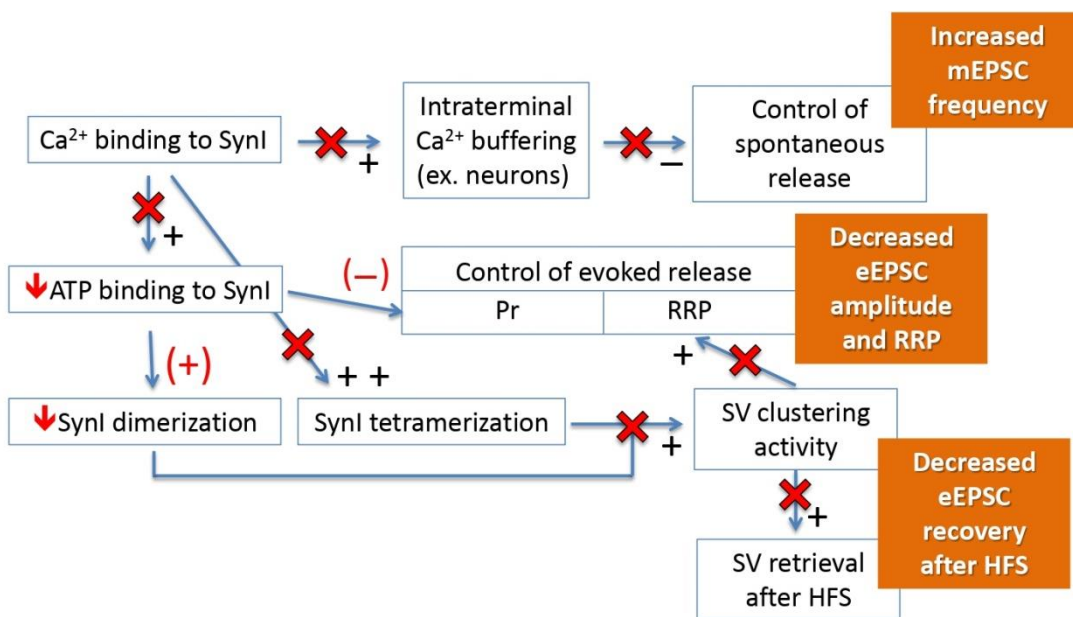 Increased
mEPSC
frequency
Ca²⁺ binding to SynI
+
Intraterminal
Ca²⁺ buffering
(ex. neurons)
−
Control of
spontaneous
release
+
ATP binding to SynI
(−)
Control of evoked release
Pr
RRP
Decreased
eEPSC
amplitude
and RRP
(+)
+ +
+
SynI dimerization
SynI tetramerization
+
SV clustering
activity
+
Decreased
eEPSC
recovery
after HFS
SV retrieval
after HFS